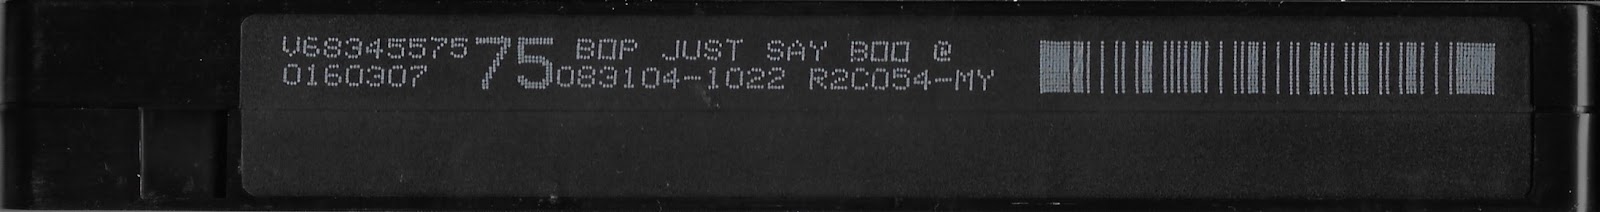 V68345575 75 BOP JUST SAY BOO @
0160307 083104-1022 R2C054-MY